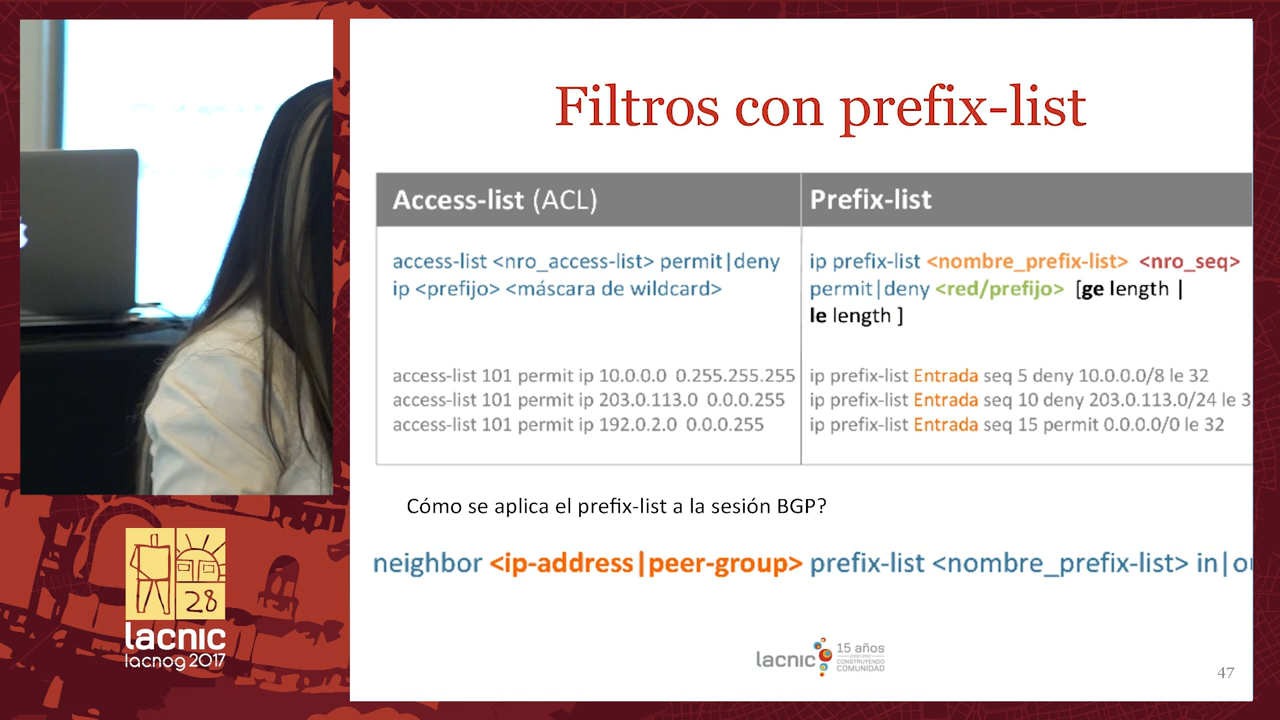 Filtros con prefix-list
Access-list (ACL)
Prefix-list
access-list <nro_access-list> permit|deny
ip <prefijo> <máscara de wildcard>
ip prefix-list <nombre_prefix-list> <nro_seq>
permit|deny <red/prefijo> [ge length |
le length ]
access-list 101 permit ip 10.0.0.0 0.255.255.255
access-list 101 permit ip 203.0.113.0 0.0.0.255
access-list 101 permit ip 192.0.2.0 0.0.0.255
ip prefix-list Entrada seq 5 deny 10.0.0.0/8 le 32
ip prefix-list Entrada seq 10 deny 203.0.113.0/24 le 3
ip prefix-list Entrada seq 15 permit 0.0.0.0/0 le 32
Cómo se aplica el prefix-list a la sesión BGP?
neighbor <ip-address|peer-group> prefix-list <nombre_prefix-list> in|ou
28
lacnic
lacnog 2017
lacnic
15 años
CONSTRUYENDO
COMUNIDAD
47